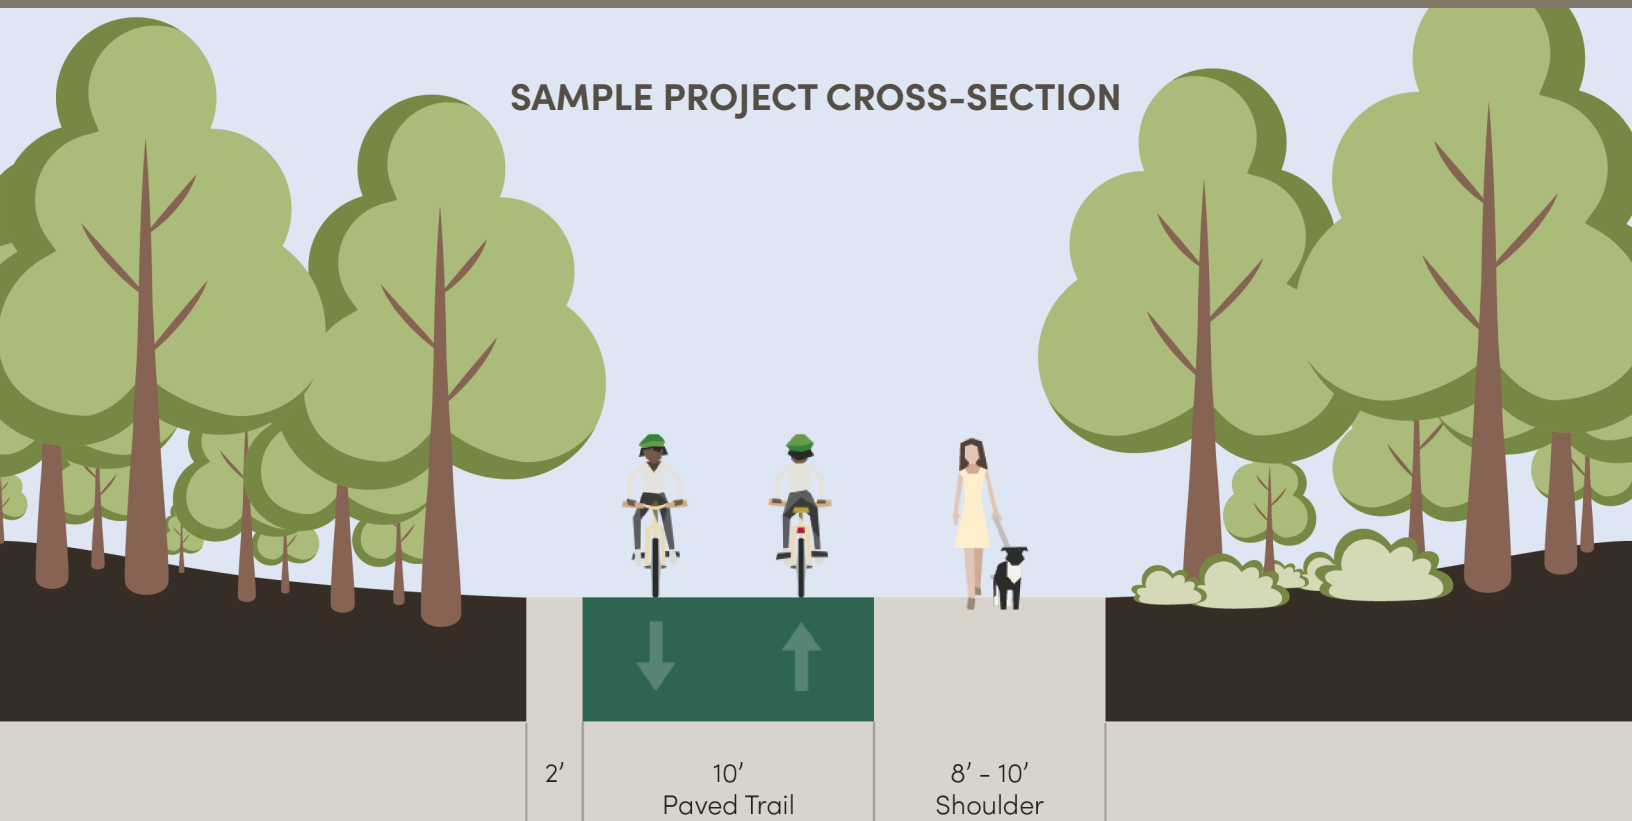 SAMPLE PROJECT CROSS-SECTION
2’ 10’ 8’ - 10’
Paved Trail Shoulder